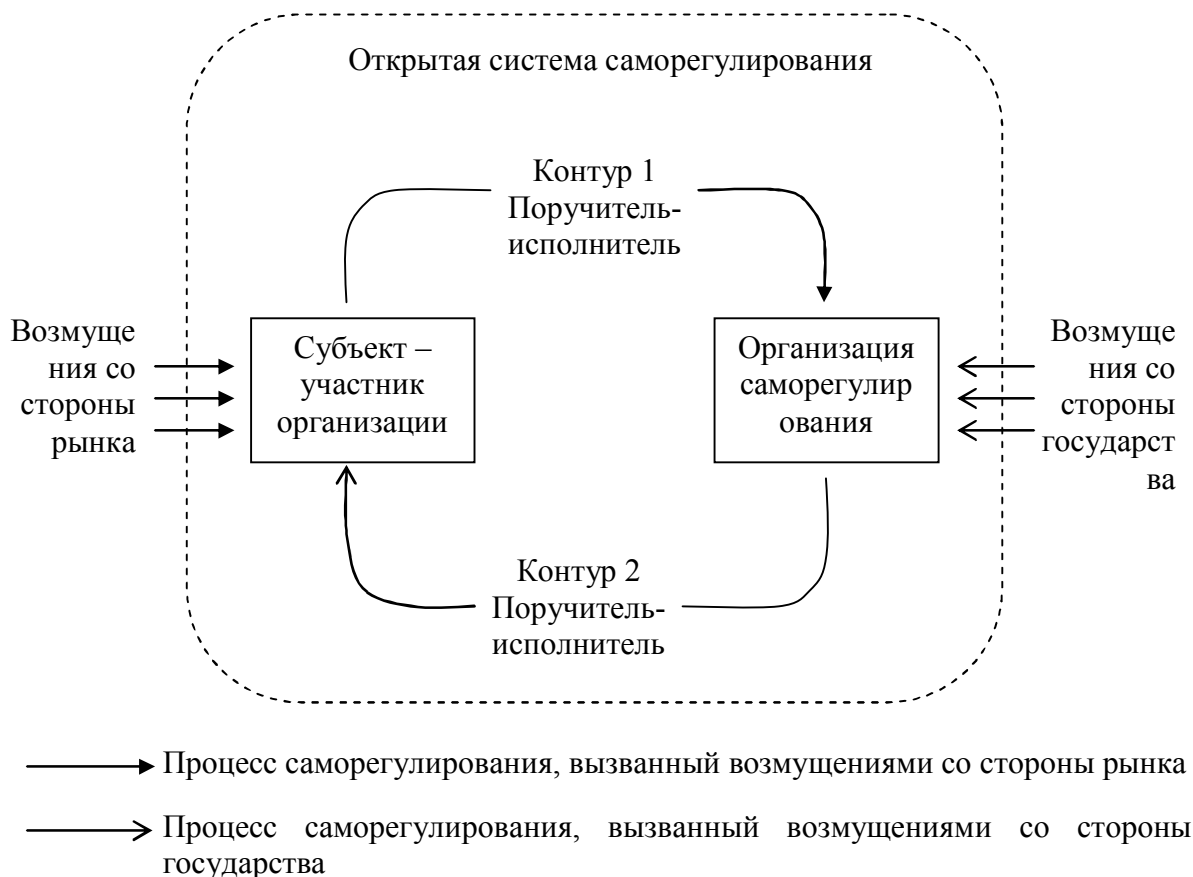 Открытая система саморегулирования
Контур 1
Поручитель-
исполнитель
Возмуще
ния со
стороны
рынка
Субъект –
участник
организации
Организация
саморегулир
ования
Возмуще
ния со
стороны
государст
ва
Контур 2
Поручитель-
исполнитель
Процесс саморегулирования, вызванный возмущениями со стороны рынка
Процесс саморегулирования, вызванный возмущениями со стороны
государства